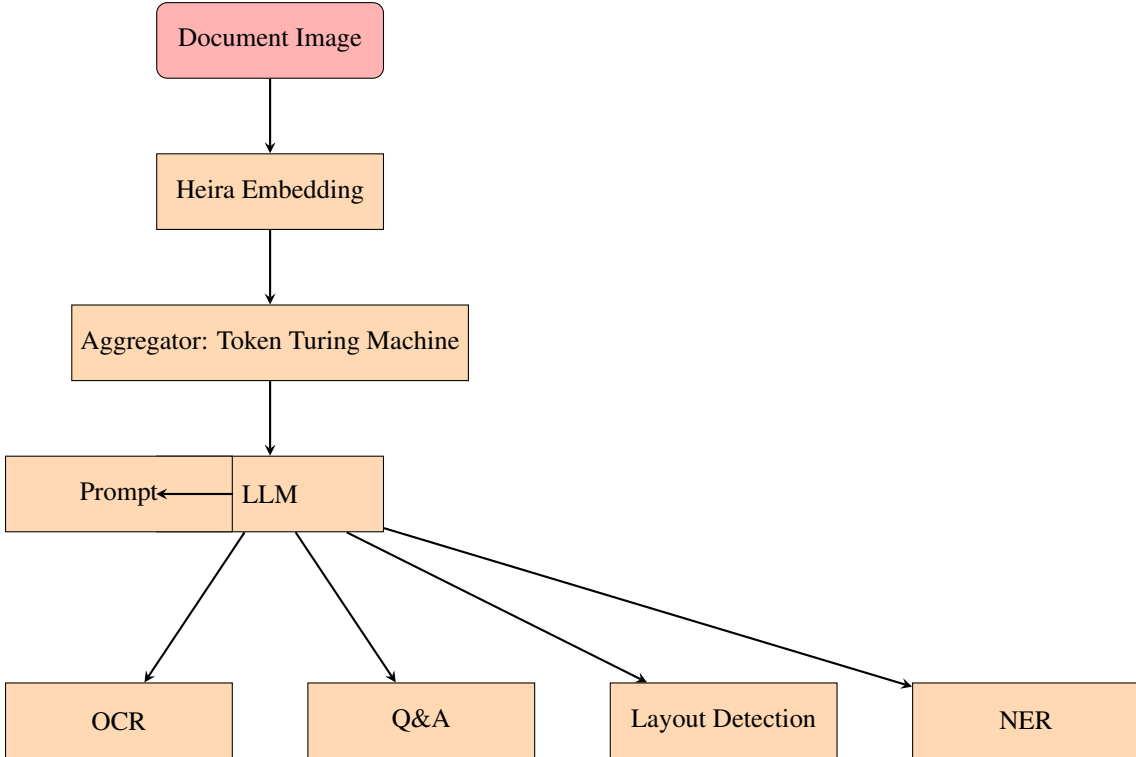 Document Image
Heira Embedding
Aggregator: Token Turing Machine
Prompt
LLM
OCR
Q&A
Layout Detection
NER